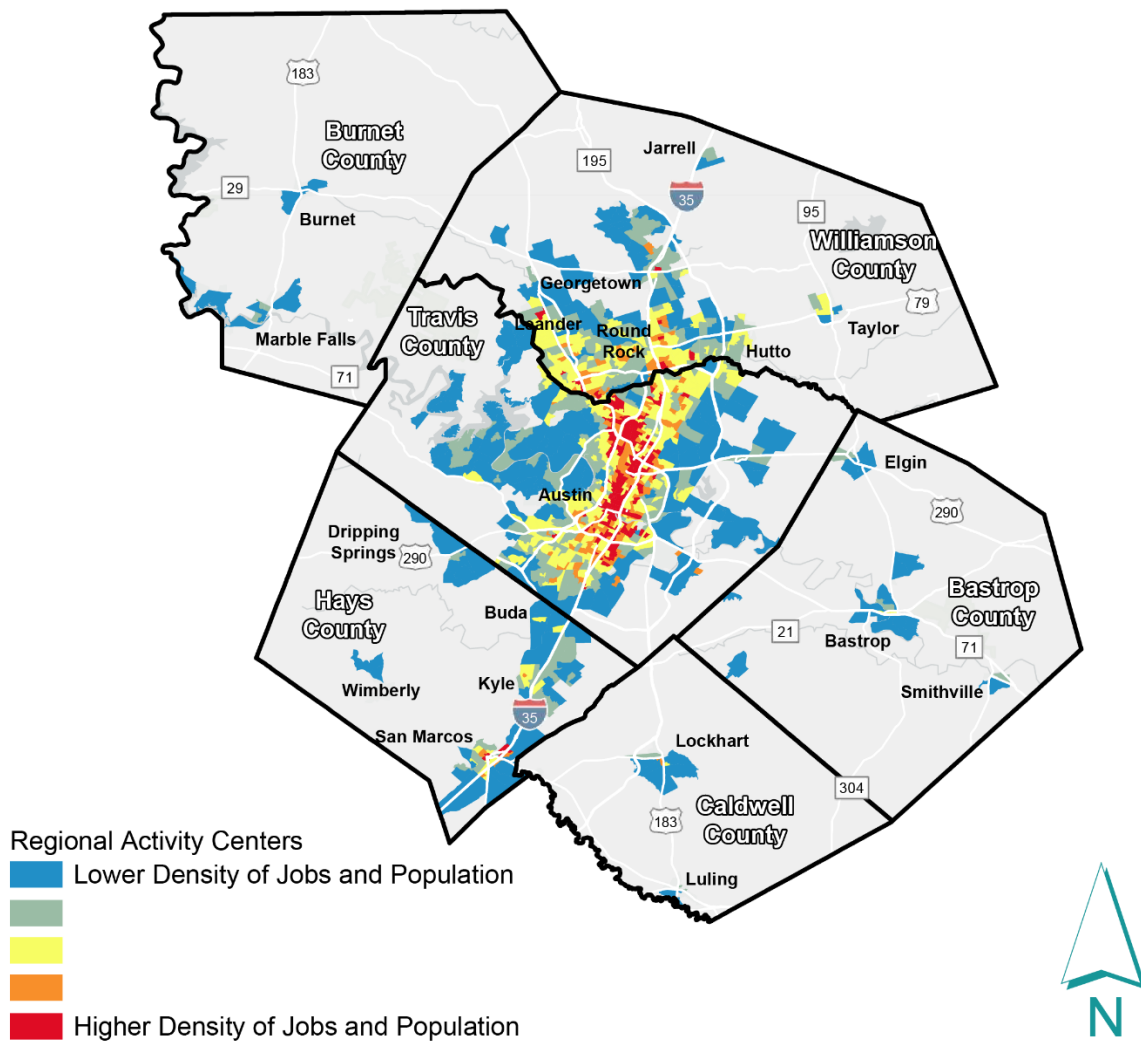 183
Burnet
County
195
Jarrell
35
29
Burnet
95
Williamson
County
Georgetown
79
Travis
County
Leander
Round
Rock
Taylor
Marble Falls
Hutto
71
Elgin
Austin
290
Dripping
Springs
290
Hays
County
Buda
Bastrop
County
21
Bastrop
71
Wimberly
Kyle
Smithville
35
San Marcos
Lockhart
304
Caldwell
County
183
Luling
Regional Activity Centers
Lower Density of Jobs and Population
Higher Density of Jobs and Population
N